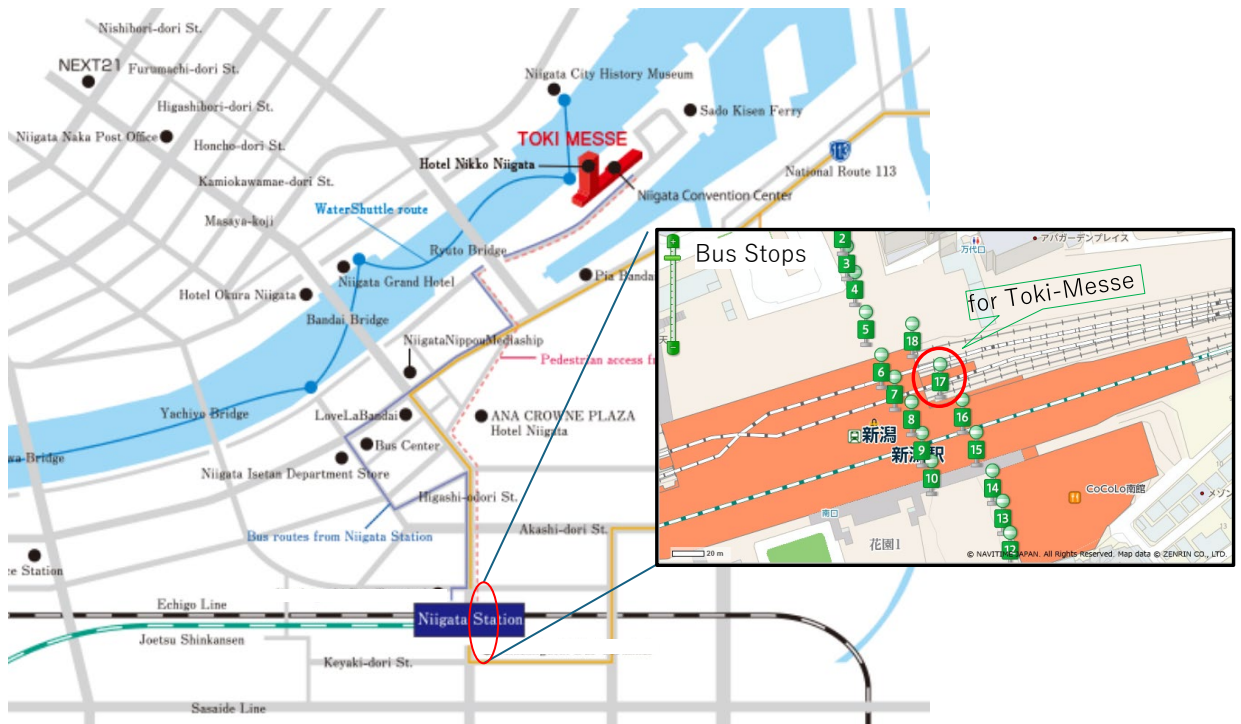 Nishibori-dori St.
NEXT21
Furumachi-dori St.
Niigata City History Museum
Higashibori-dori St.
Sado Kisen Ferry
Niigata Naka Post Office
TOKI MESSE
Honcho-dori St.
113
Hotel Nikko Niigata
National Route 113
Kamiokawamae-dori St.
Niigata Convention Center
WaterShuttle route
Masaya-koji
Ryuto Bridge
Niigata Grand Hotel
Pia Banda
Hotel Okura Niigata
Bandai Bridge
NiigataNippouMediaship
Pedestrian access f
Yachiyo Bridge
LoveLaBandai
ANA CROWNE PLAZA
Hotel Niigata
Bus Center
wa-Bridge
Niigata Isetan Department Store
Higashi-odori St.
Akashi-dori St.
Bus routes from Niigata Station
ce Station
Echigo Line
Niigata Station
Joetsu Shinkansen
Keyaki-dori St.
Sasaide Line
Bus Stops
for Toki-Messe
アパガーデンプレイス
万代口
2
3
4
5
18
6
17
7
8
16
9
15
10
14
13
12
天
新潟
新潟駅
南口
花園1
CoCoLo南館
メゾン
10
13
20 m
© NAVITIME JAPAN. All Rights Reserved. Map data © ZENRIN CO., LTD.